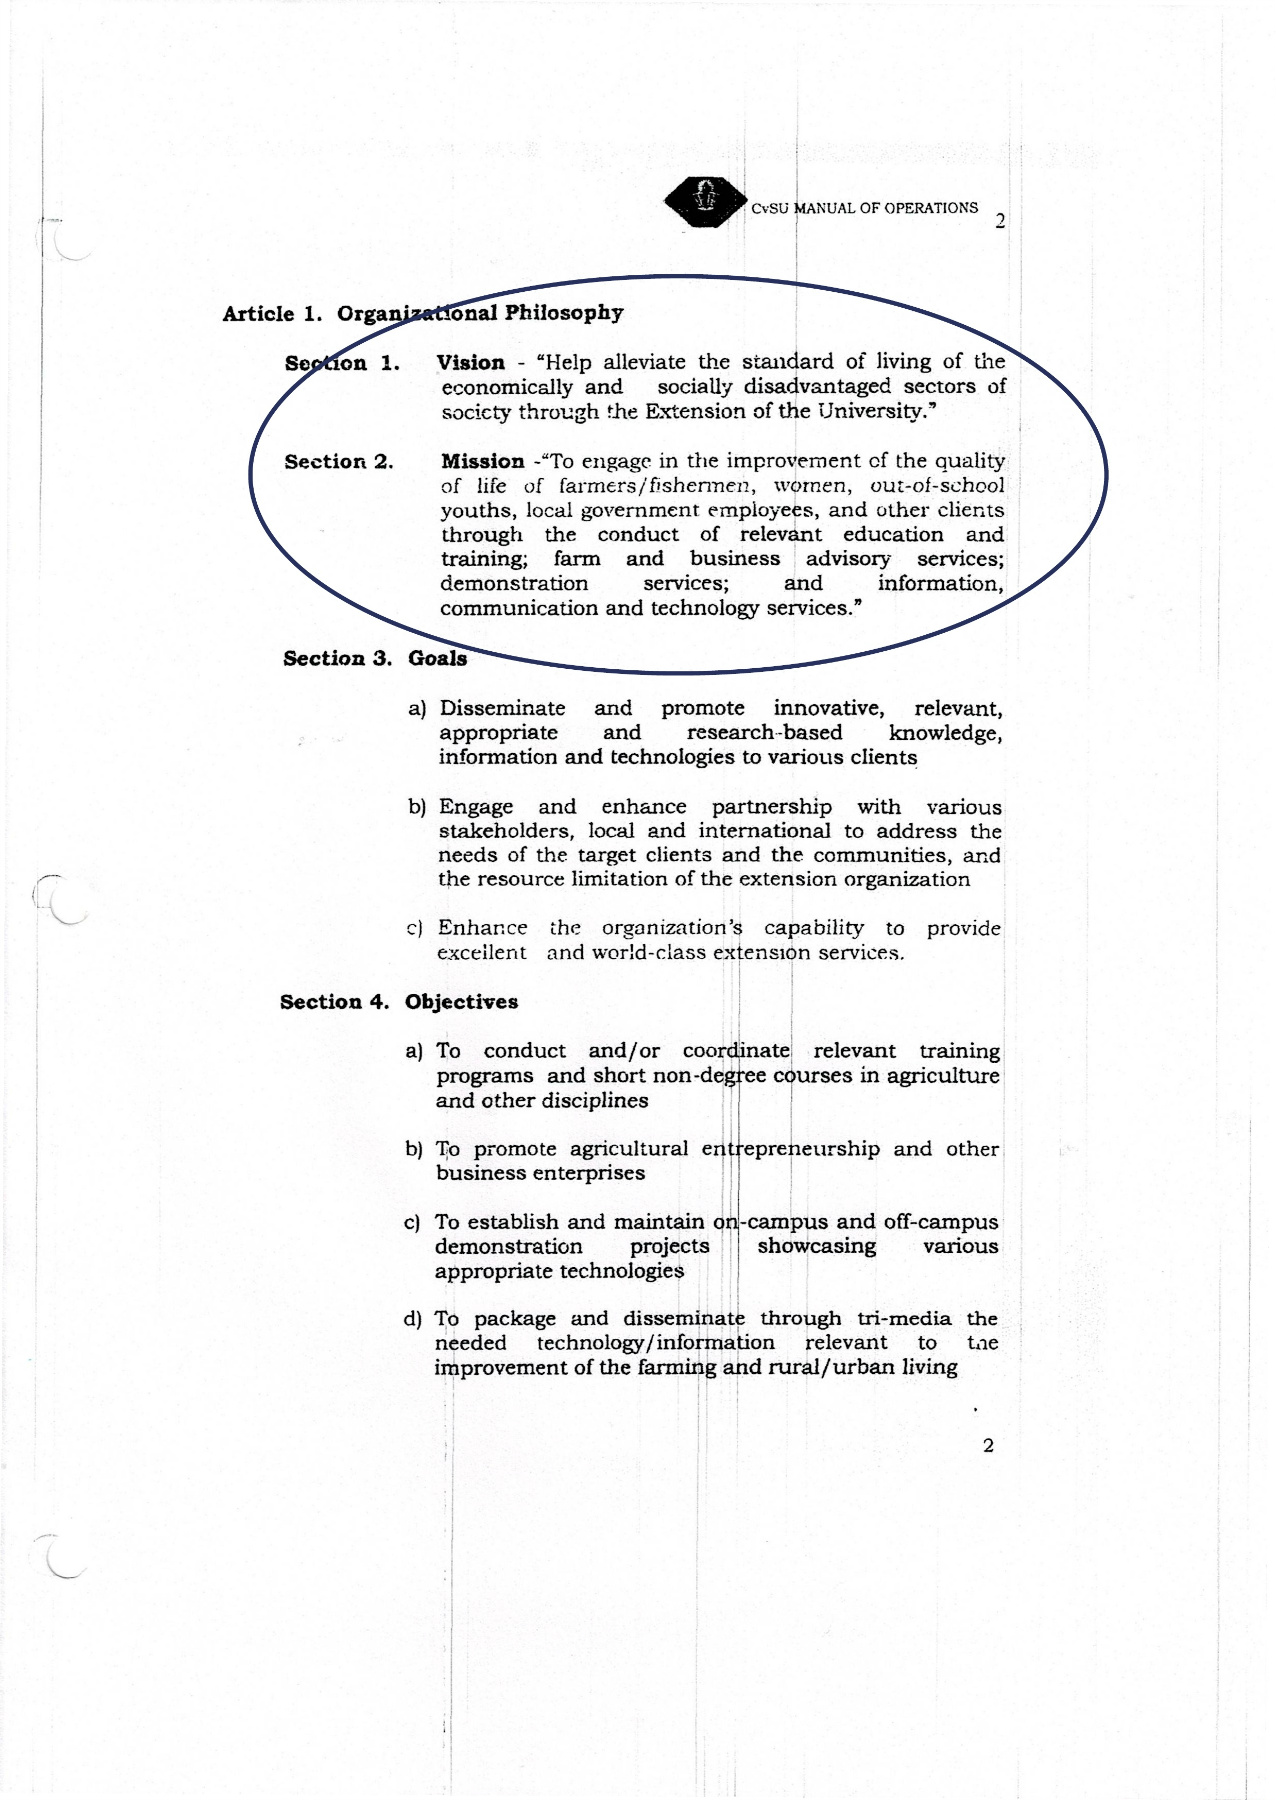 CvSU MANUAL OF OPERATIONS
2
Article 1. Organizational Philosophy
Section 1. Vision - “Help alleviate the standard of living of the
economically and socially disadvantaged sectors of
society through the Extension of the University.”
Section 2. Mission -“To engage in the improvement of the quality
of life of farmers/fishermen, women, out-of-school
youths, local government employees, and other clients
through the conduct of relevant education and
training; farm and business advisory services;
demonstration services; and information,
communication and technology services.”
Section 3. Goals
a) Disseminate and promote innovative, relevant,
appropriate and research-based knowledge,
information and technologies to various clients
b) Engage and enhance partnership with various
stakeholders, local and international to address the
needs of the target clients and the communities, and
the resource limitation of the extension organization
c) Enhance the organization's capability to provide
excellent and world-class extension services.
Section 4. Objectives
a) To conduct and/or coordinate relevant training
programs and short non-degree courses in agriculture
and other disciplines
b) To promote agricultural entrepreneurship and other
business enterprises
c) To establish and maintain on-campus and off-campus
demonstration projects showcasing various
appropriate technologies
d) To package and disseminate through tri-media the
needed technology/information relevant to the
improvement of the farming and rural/urban living
2